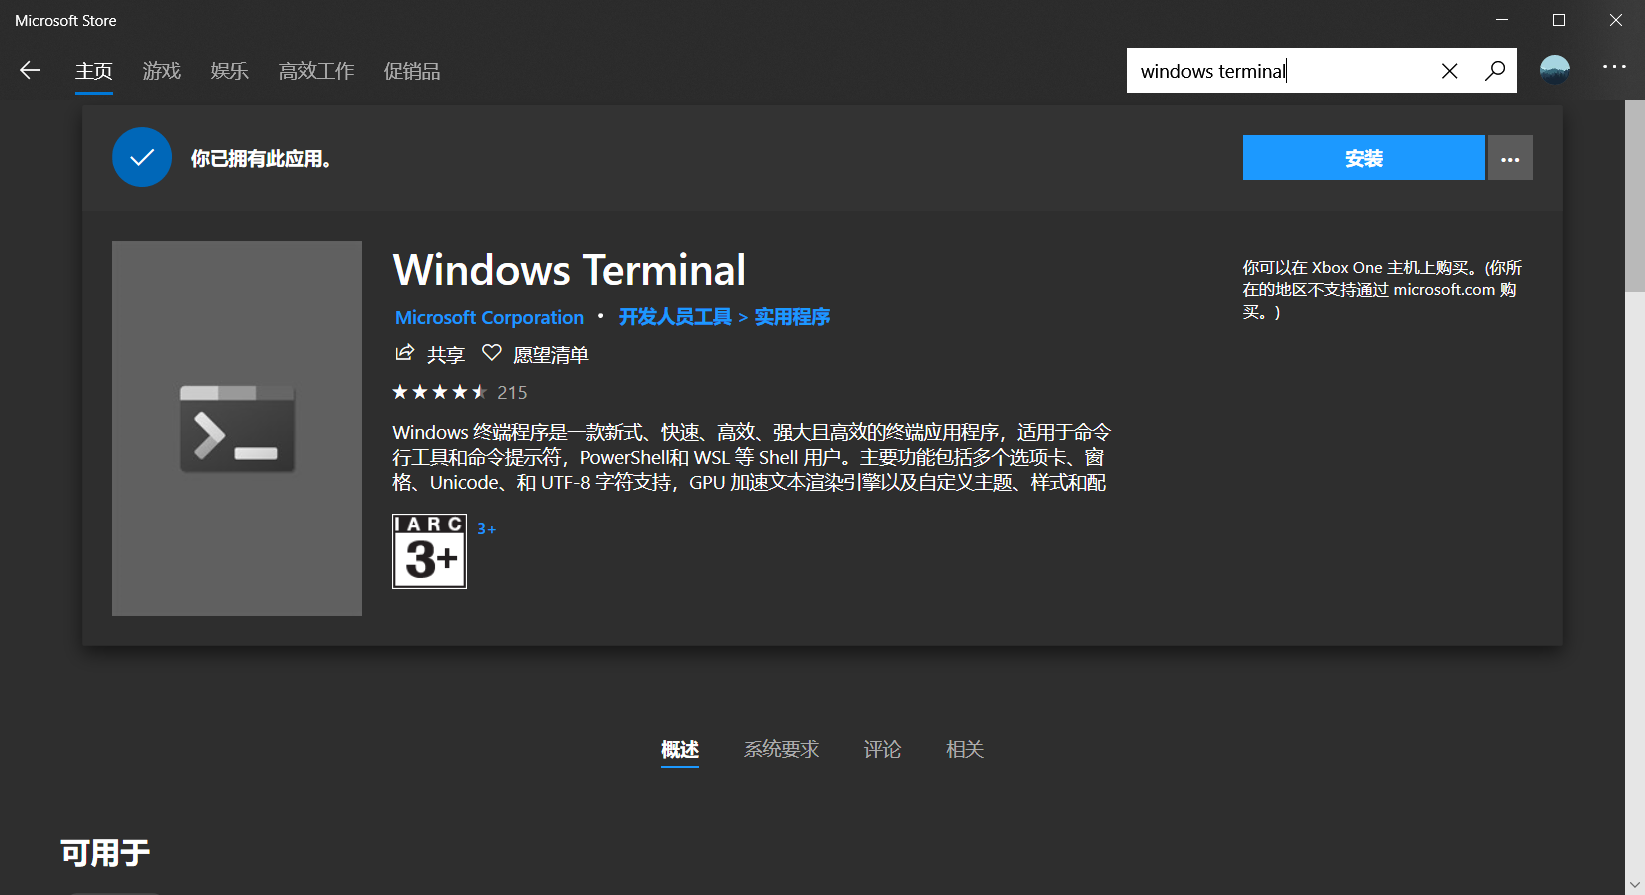 Microsoft Store
主页 游戏 娱乐 高效工作 促销品
windows terminal
你已拥有此应用。
安装
Windows Terminal
Microsoft Corporation • 开发人员工具 > 实用程序
共享 愿望清单
215
Windows 终端程序是一款新式、快速、高效、强大且高效的终端应用程序，适用于命令
行工具和命令提示符，PowerShell和 WSL 等 Shell 用户。主要功能包括多个选项卡、窗
格、Unicode、和 UTF-8 字符支持，GPU 加速文本渲染引擎以及自定义主题、样式和配
IARC
3+
3+
你可以在 Xbox One 主机上购买。(你所
在的地区不支持通过 microsoft.com 购
买。)
概述 系统要求 评论 相关
可用于